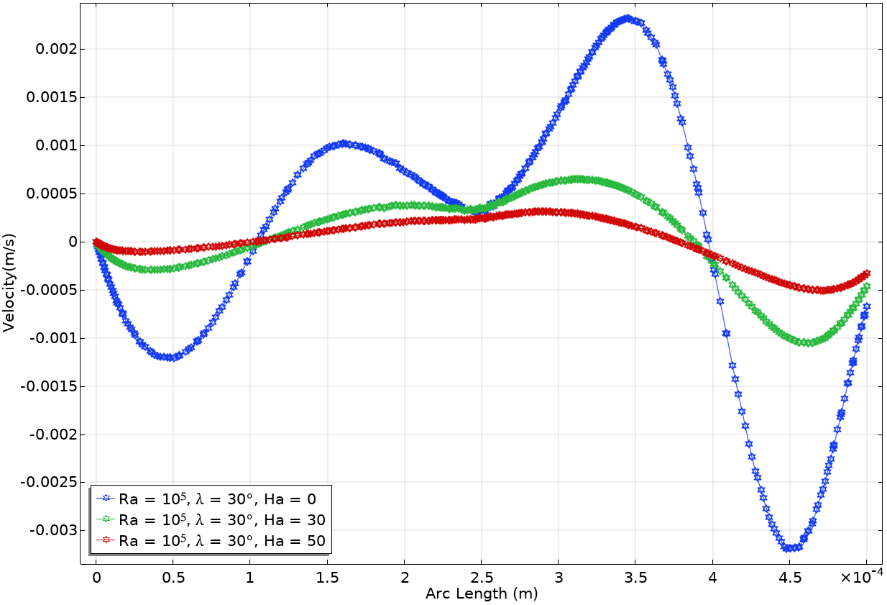 0.002
0.0015
0.001
0.0005
0
-0.0005
-0.001
-0.0015
-0.002
-0.0025
-0.003
Velocity(m/s)
Ra = 10⁵, λ = 30°, Ha = 0
Ra = 10⁵, λ = 30°, Ha = 30
Ra = 10⁵, λ = 30°, Ha = 50
0 0.5 1 1.5 2 2.5 3 3.5 4 4.5 5 ×10⁻⁴
Arc Length (m)